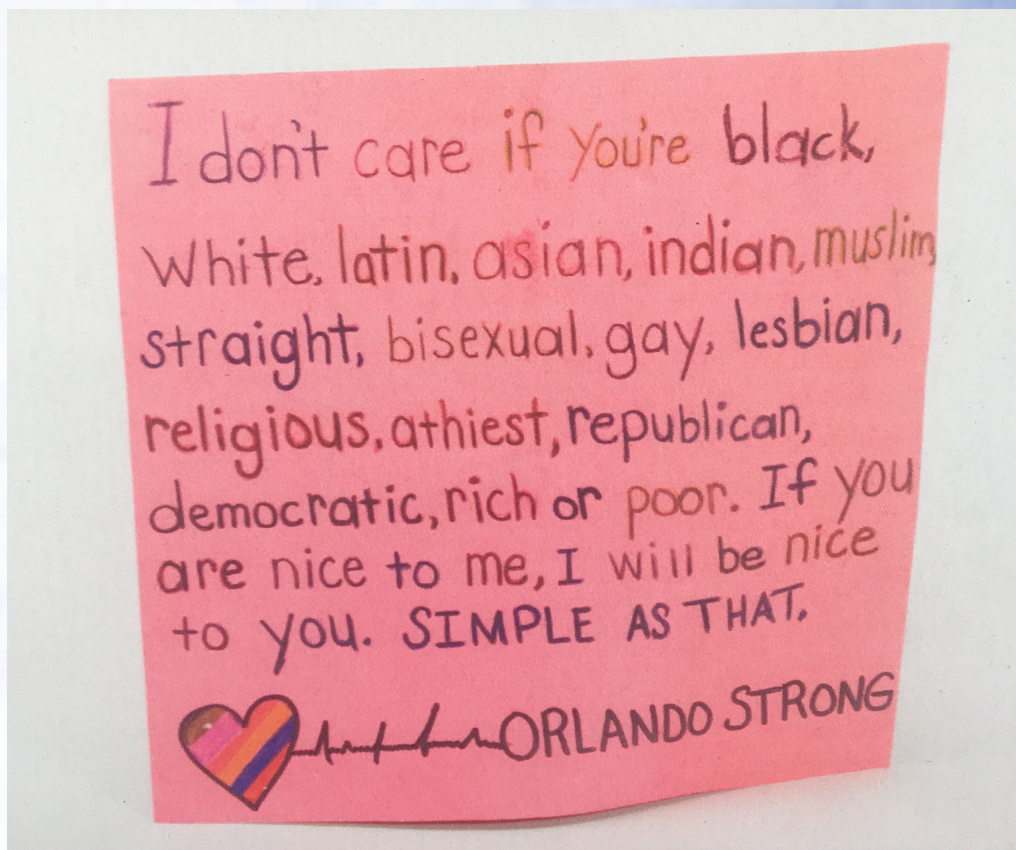 I don't care if you're black,
White, latin, asian, indian, muslim,
straight, bisexual, gay, lesbian,
religious, athiest, republican,
democratic, rich or poor. If you
are nice to me, I will be nice
to you. SIMPLE AS THAT.
ORLANDO STRONG